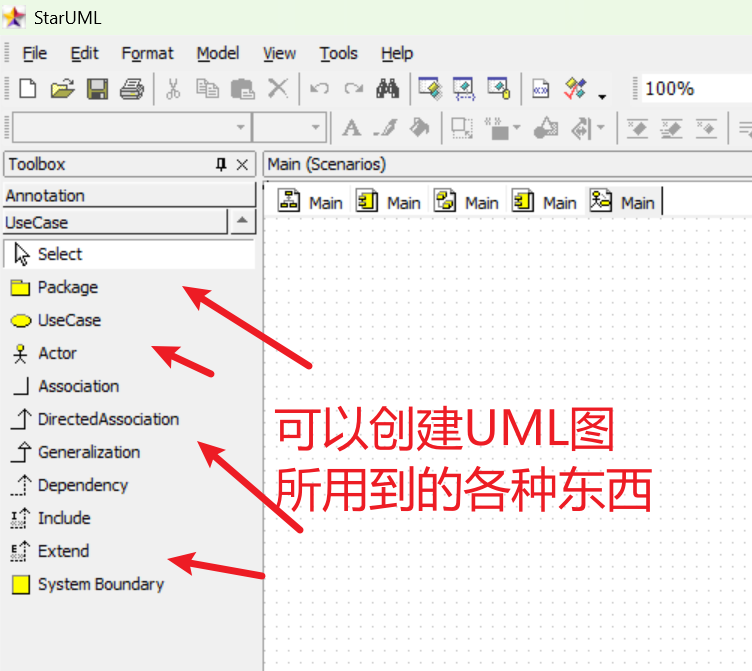 StarUML
File Edit Format Model View Tools Help
100%
Toolbox
Main (Scenarios)
Annotation
Main Main Main Main Main
UseCase
Select
Package
UseCase
Actor
Association
DirectedAssociation
Generalization
Dependency
Include
Extend
System Boundary
可以创建UML图
所用到的各种东西